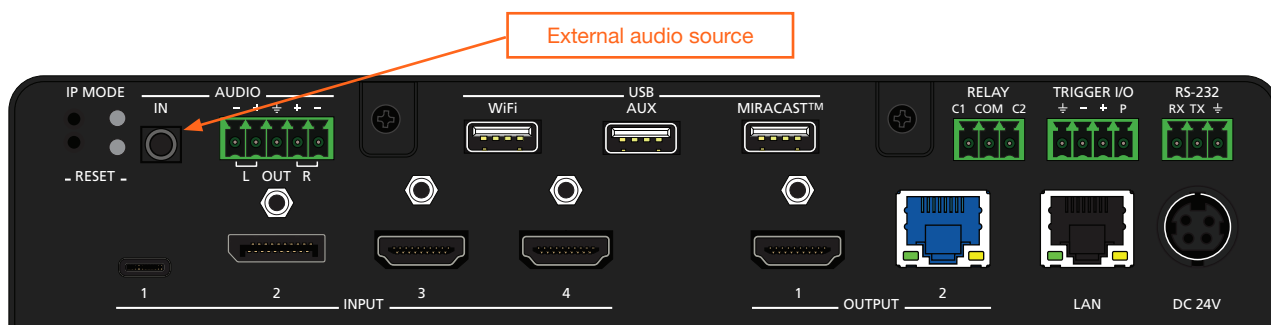 External audio source
IP MODE
AUDIO
USB
RELAY
TRIGGER I/O
RS-232
IN
- + ⏚ + -
WiFi
AUX
MIRACAST™
C1 COM C2
⏚ - + P
RX TX ⏚
- RESET -
L OUT R
1
2
3
4
INPUT
1
2
OUTPUT
LAN
DC 24V